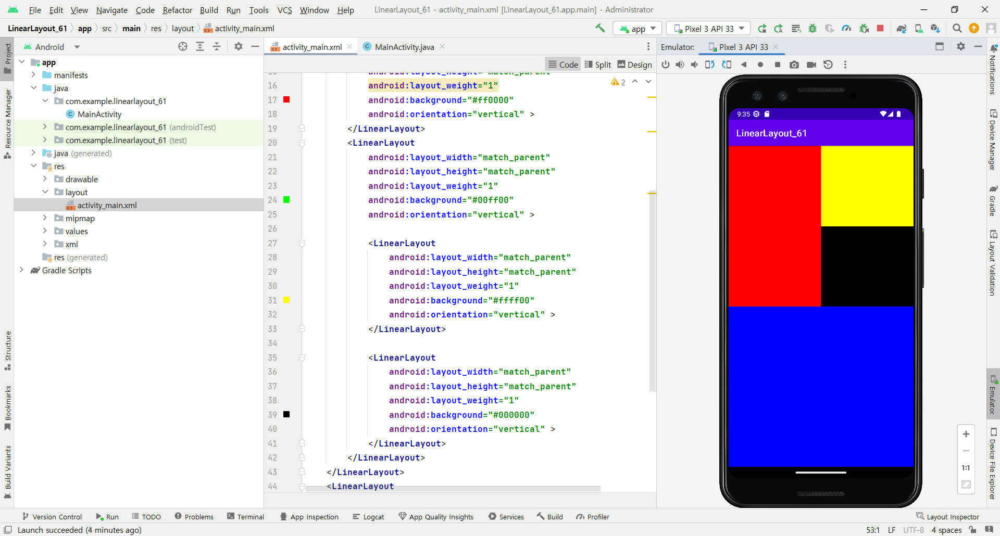 File Edit View Navigate Code Refactor Build Run Tools VCS Window Help LinearLayout_61 - activity_main.xml [LinearLayout_61.app.main] - Administrator
LinearLayout_61 app src main res layout activity_main.xml app Pixel 3 API 33
Project
Resource Manager
Structure
Bookmarks
Build Variants
Android
app
manifests
java
com.example.linearlayout_61
MainActivity
com.example.linearlayout_61 (androidTest)
com.example.linearlayout_61 (test)
java (generated)
res
drawable
layout
activity_main.xml
mipmap
values
xml
res (generated)
Gradle Scripts
activity_main.xml MainActivity.java
Code Split Design
2
android:layout_height="match_parent"
16 android:layout_weight="1"
17 android:background="#ff0000"
18 android:orientation="vertical" >
19 </LinearLayout>
20 <LinearLayout
21 android:layout_width="match_parent"
22 android:layout_height="match_parent"
23 android:layout_weight="1"
24 android:background="#00ff00"
25 android:orientation="vertical" >
26
27 <LinearLayout
28 android:layout_width="match_parent"
29 android:layout_height="match_parent"
30 android:layout_weight="1"
31 android:background="#ffff00"
32 android:orientation="vertical" >
33 </LinearLayout>
34
35 <LinearLayout
36 android:layout_width="match_parent"
37 android:layout_height="match_parent"
38 android:layout_weight="1"
39 android:background="#000000"
40 android:orientation="vertical" >
41 </LinearLayout>
42 </LinearLayout>
43 </LinearLayout>
44 <LinearLayout
Emulator: Pixel 3 API 33
9:35
LinearLayout_61
1:1
Notifications
Device Manager
Gradle
Layout Validation
Emulator
Device File Explorer
Version Control Run TODO Problems Terminal App Inspection Logcat App Quality Insights Services Build Profiler Layout Inspector
Launch succeeded (4 minutes ago) 53:1 LF UTF-8 4 spaces